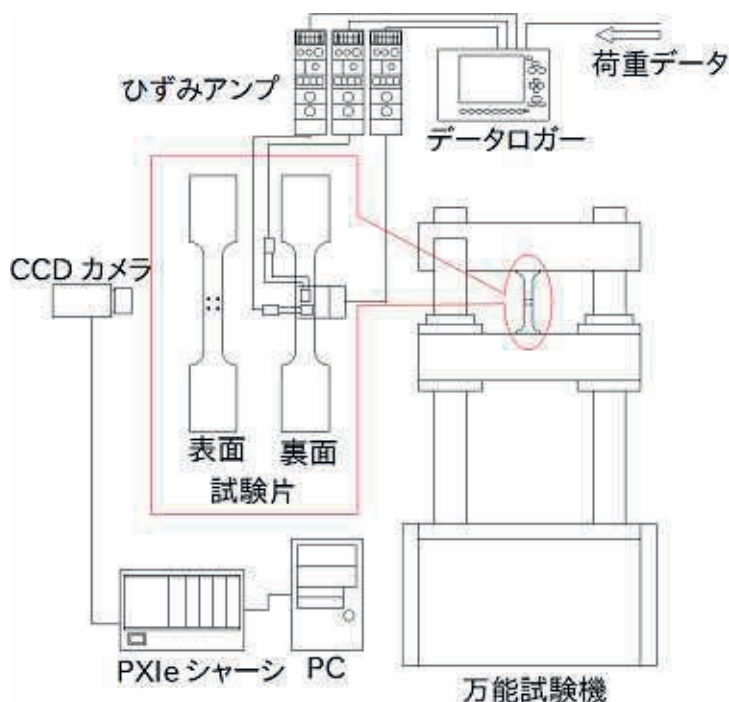 荷重データ
ひずみアンプ
データロガー
CCD カメラ
表面
裏面
試験片
PXIe シャーシ
PC
万能試験機